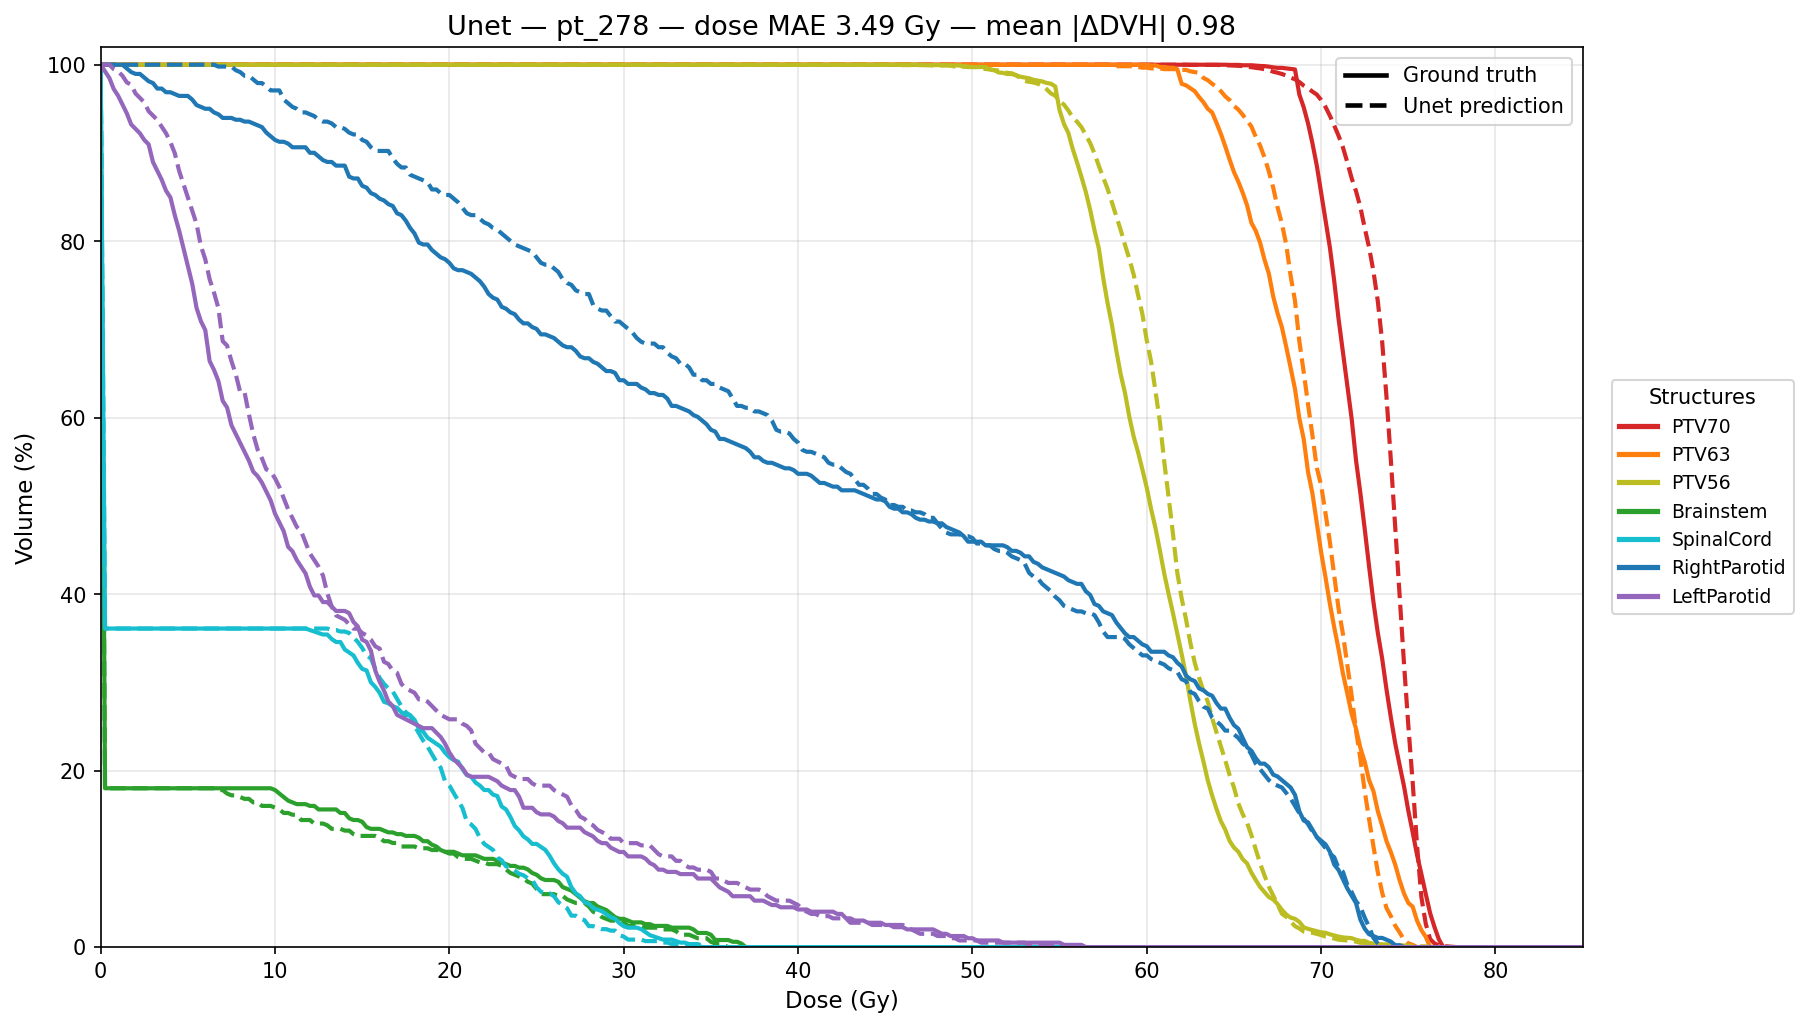 Unet — pt_278 — dose MAE 3.49 Gy — mean |ΔDVH| 0.98
Ground truth
Unet prediction
Structures
PTV70
PTV63
PTV56
Brainstem
SpinalCord
RightParotid
LeftParotid
Volume (%)
100
80
60
40
20
0
0 10 20 30 40 50 60 70 80
Dose (Gy)